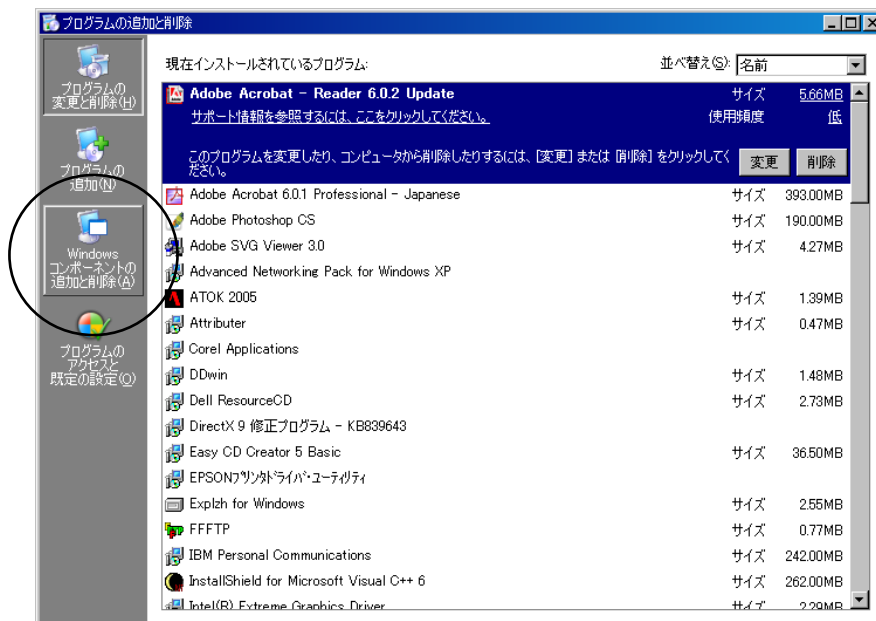 プログラムの追加と削除
プログラムの
変更と削除(H)
プログラムの
追加(N)
Windows
コンポーネントの
追加と削除(A)
プログラムの
アクセスと
既定の設定(O)
現在インストールされているプログラム:
並べ替え(S): 名前
Adobe Acrobat - Reader 6.0.2 Update サイズ 5.66MB
サポート情報を参照するには、ここをクリックしてください。 使用頻度 低
このプログラムを変更したり、コンピュータから削除したりするには、[変更] または [削除] をクリックしてく
ださい。
変更 削除
Adobe Acrobat 6.0.1 Professional - Japanese サイズ 393.00MB
Adobe Photoshop CS サイズ 190.00MB
Adobe SVG Viewer 3.0 サイズ 4.27MB
Advanced Networking Pack for Windows XP
ATOK 2005 サイズ 1.39MB
Attributer サイズ 0.47MB
Corel Applications
DDwin サイズ 1.48MB
Dell ResourceCD サイズ 2.73MB
DirectX 9 修正プログラム - KB839643
Easy CD Creator 5 Basic サイズ 36.50MB
EPSONプリンタドライバ・ユーティリティ
Explzh for Windows サイズ 2.55MB
FFFTP サイズ 0.77MB
IBM Personal Communications サイズ 242.00MB
InstallShield for Microsoft Visual C++ 6 サイズ 262.00MB
Intel(R) Extreme Graphics Driver サイズ 2.29MB